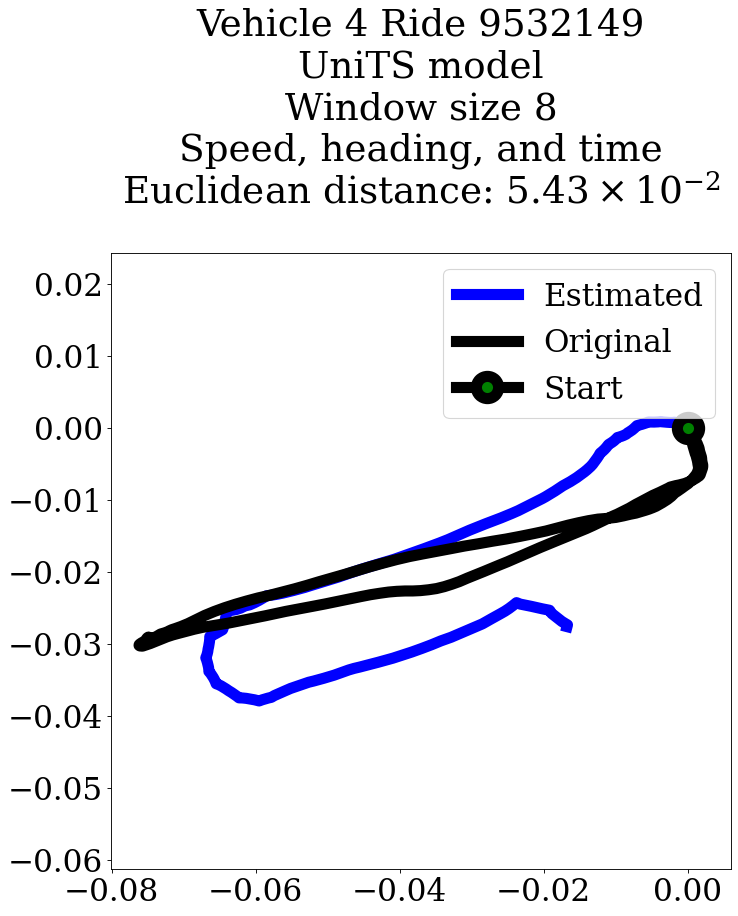 Vehicle 4 Ride 9532149
UniTS model
Window size 8
Speed, heading, and time
Euclidean distance: 5.43 × 10⁻²
Estimated
Original
Start
0.02
0.01
0.00
−0.01
−0.02
−0.03
−0.04
−0.05
−0.06
−0.08 −0.06 −0.04 −0.02 0.00